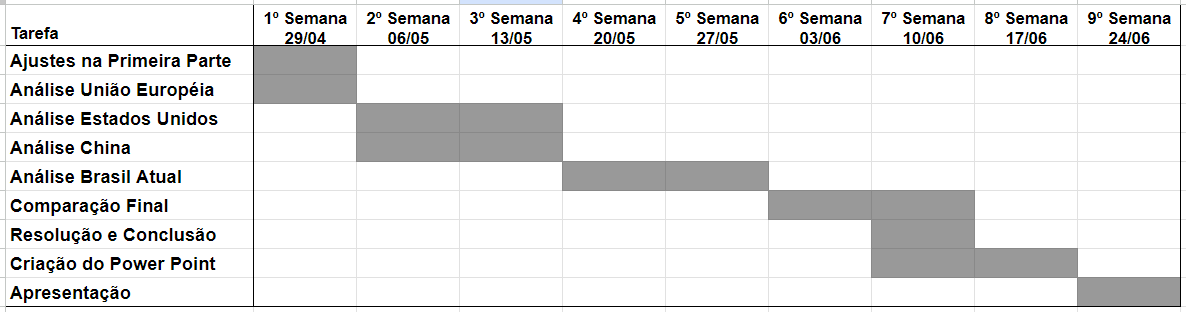 Tarefa
1º Semana
29/04
2º Semana
06/05
3º Semana
13/05
4º Semana
20/05
5º Semana
27/05
6º Semana
03/06
7º Semana
10/06
8º Semana
17/06
9º Semana
24/06
Ajustes na Primeira Parte
Análise União Européia
Análise Estados Unidos
Análise China
Análise Brasil Atual
Comparação Final
Resolução e Conclusão
Criação do Power Point
Apresentação